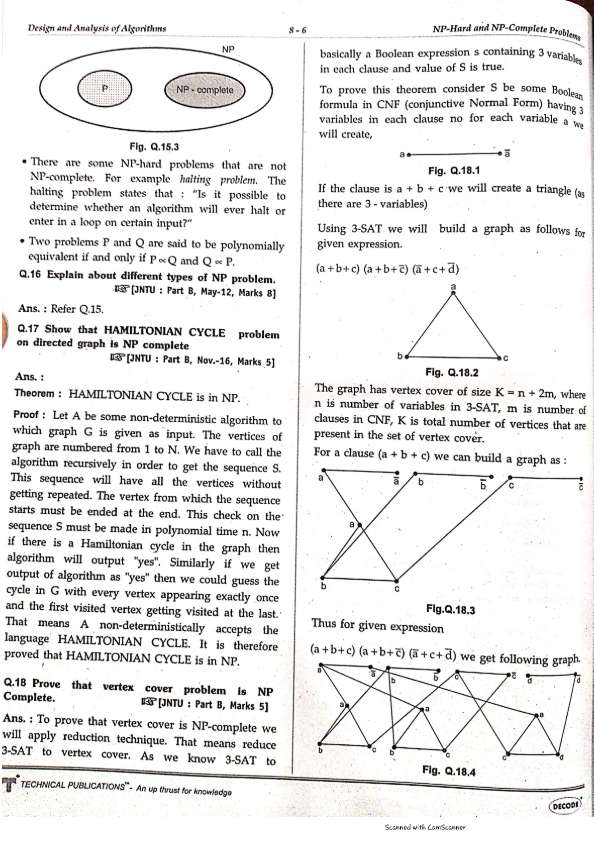 Design and Analysis of Algorithms
8 - 6
NP-Hard and NP-Complete Problems
NP
P
NP - complete
Fig. Q.15.3
• There are some NP-hard problems that are not
NP-complete. For example halting problem. The
halting problem states that : “Is it possible to
determine whether an algorithm will ever halt or
enter in a loop on certain input?”
• Two problems P and Q are said to be polynomially
equivalent if and only if P ∝ Q and Q ∝ P.
Q.16 Explain about different types of NP problem.
☞ [JNTU : Part B, May-12, Marks 8]
Ans. : Refer Q.15.
Q.17 Show that HAMILTONIAN CYCLE problem
on directed graph is NP complete
☞ [JNTU : Part B, Nov.-16, Marks 5]
Ans. :
Theorem : HAMILTONIAN CYCLE is in NP.
Proof : Let A be some non-deterministic algorithm to
which graph G is given as input. The vertices of
graph are numbered from 1 to N. We have to call the
algorithm recursively in order to get the sequence S.
This sequence will have all the vertices without
getting repeated. The vertex from which the sequence
starts must be ended at the end. This check on the
sequence S must be made in polynomial time n. Now
if there is a Hamiltonian cycle in the graph then
algorithm will output "yes". Similarly if we get
output of algorithm as "yes" then we could guess the
cycle in G with every vertex appearing exactly once
and the first visited vertex getting visited at the last.
That means A non-deterministically accepts the
language HAMILTONIAN CYCLE. It is therefore
proved that HAMILTONIAN CYCLE is in NP.
Q.18 Prove that vertex cover problem is NP
Complete.
☞ [JNTU : Part B, Marks 5]
Ans. : To prove that vertex cover is NP-complete we
will apply reduction technique. That means reduce
3-SAT to vertex cover. As we know 3-SAT to
basically a Boolean expression s containing 3 variables
in each clause and value of S is true.
To prove this theorem consider S be some Boolean
formula in CNF (conjunctive Normal Form) having 3
variables in each clause no for each variable a we
will create,
a a̅
Fig. Q.18.1
If the clause is a + b + c we will create a triangle (as
there are 3 - variables)
Using 3-SAT we will build a graph as follows for
given expression.
(a+b+c) (a+b+c̅) (a̅+c+d̅)
a
b c
Fig. Q.18.2
The graph has vertex cover of size K = n + 2m, where
n is number of variables in 3-SAT, m is number of
clauses in CNF, K is total number of vertices that are
present in the set of vertex cover.
For a clause (a + b + c) we can build a graph as :
a a̅ b b̅ c c̅
a
b c
Fig.Q.18.3
Thus for given expression
(a+b+c) (a+b+c̅) (a̅+c+d̅) we get following graph.
a a̅ b b c c̅ d d̅
a a a
b c b c c d
Fig. Q.18.4
TECHNICAL PUBLICATIONS™ - An up thrust for knowledge
DECODE
Scanned with CamScanner